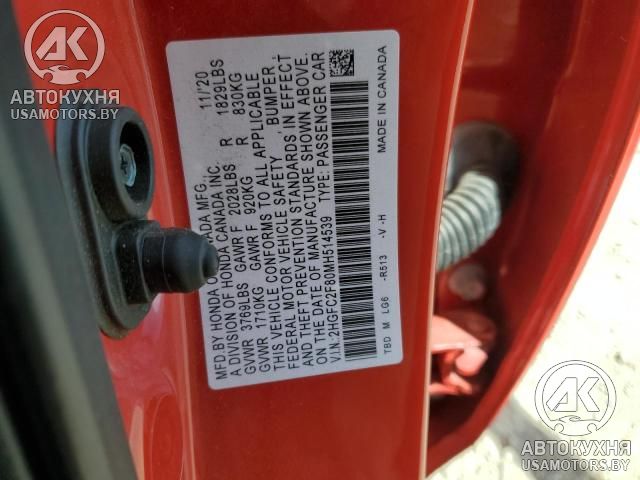 AK
АВТОКУХНЯ
USAMOTORS.BY
MFD.BY HONDA OF CANADA MFG. 11/'20
A DIVISION OF HONDA CANADA INC.
GVWR 3769LBS GAWR F 2028LBS R 1829LBS
GVWR 1710KG GAWR F 920KG R 830KG
THIS VEHICLE CONFORMS TO ALL APPLICABLE
FEDERAL MOTOR VEHICLE SAFETY, BUMPER,
AND THEFT PREVENTION STANDARDS IN EFFECT
ON THE DATE OF MANUFACTURE SHOWN ABOVE.
V.I.N.:2HGFC2F80MH514539 TYPE: PASSENGER CAR
TBD M LG6 -R513 -V -H MADE IN CANADA
AK
АВТОКУХНЯ
USAMOTORS.BY